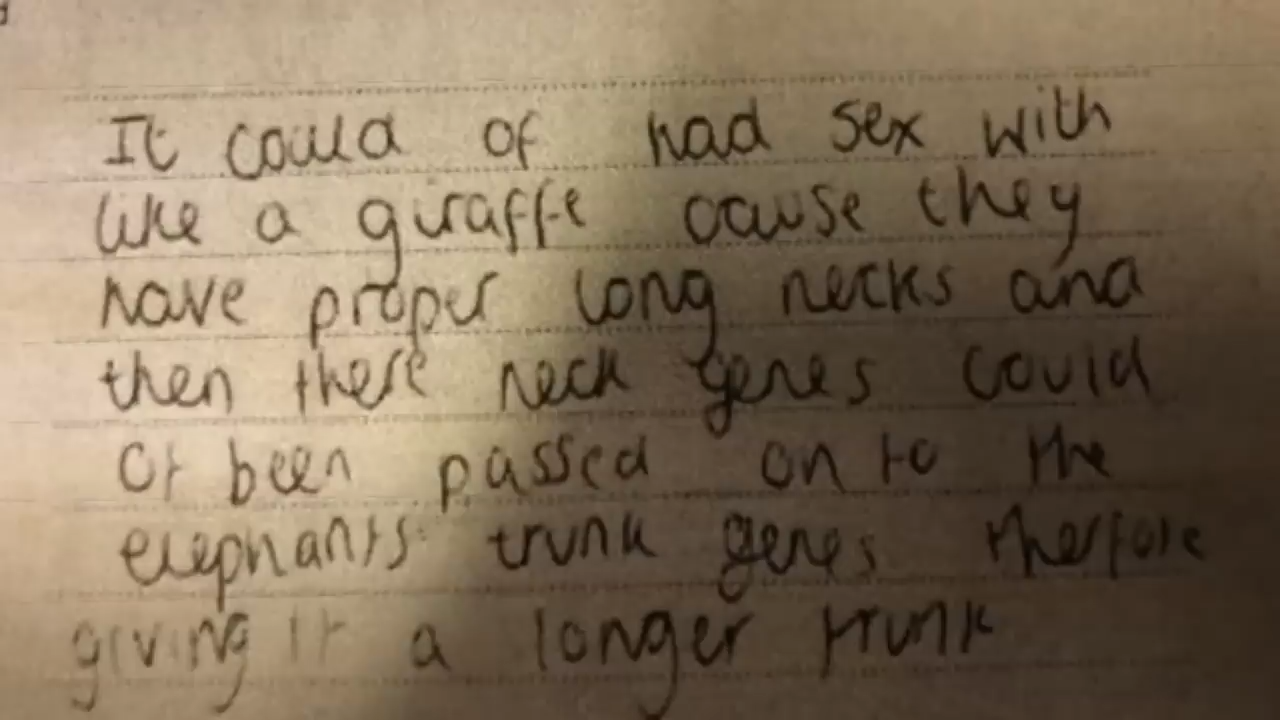 It could of had sex with
like a giraffe cause they
have proper long necks and
then there neck genes could
of been passed on to the
elephants trunk genes therfore
giving it a longer trunk